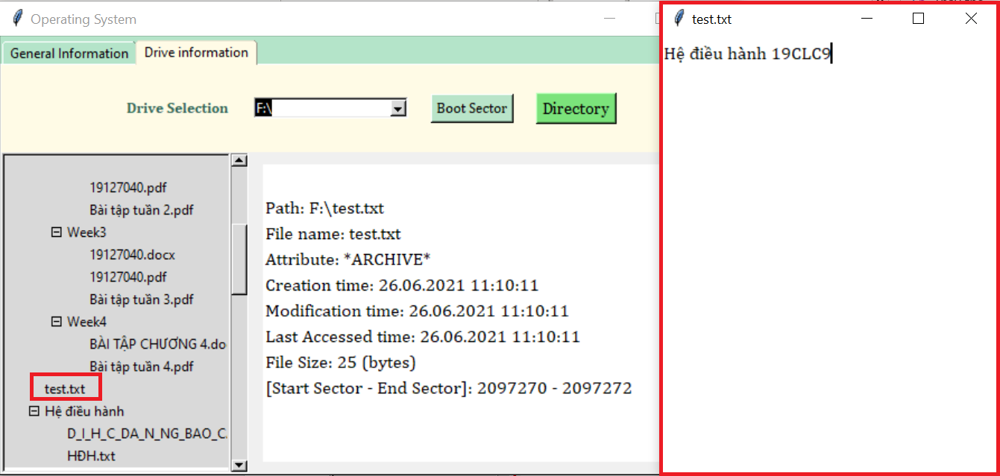 Operating System
General Information
Drive information
Drive Selection
F:\
Boot Sector
Directory
19127040.pdf
Bài tập tuần 2.pdf
Week3
19127040.docx
19127040.pdf
Bài tập tuần 3.pdf
Week4
BÀI TẬP CHƯƠNG 4.do
Bài tập tuần 4.pdf
test.txt
Hệ điều hành
D_I_H_C_DA_N_NG_BAO_C.
HĐH.txt
Path: F:\test.txt
File name: test.txt
Attribute: *ARCHIVE*
Creation time: 26.06.2021 11:10:11
Modification time: 26.06.2021 11:10:11
Last Accessed time: 26.06.2021 11:10:11
File Size: 25 (bytes)
[Start Sector - End Sector]: 2097270 - 2097272
test.txt
Hệ điều hành 19CLC9